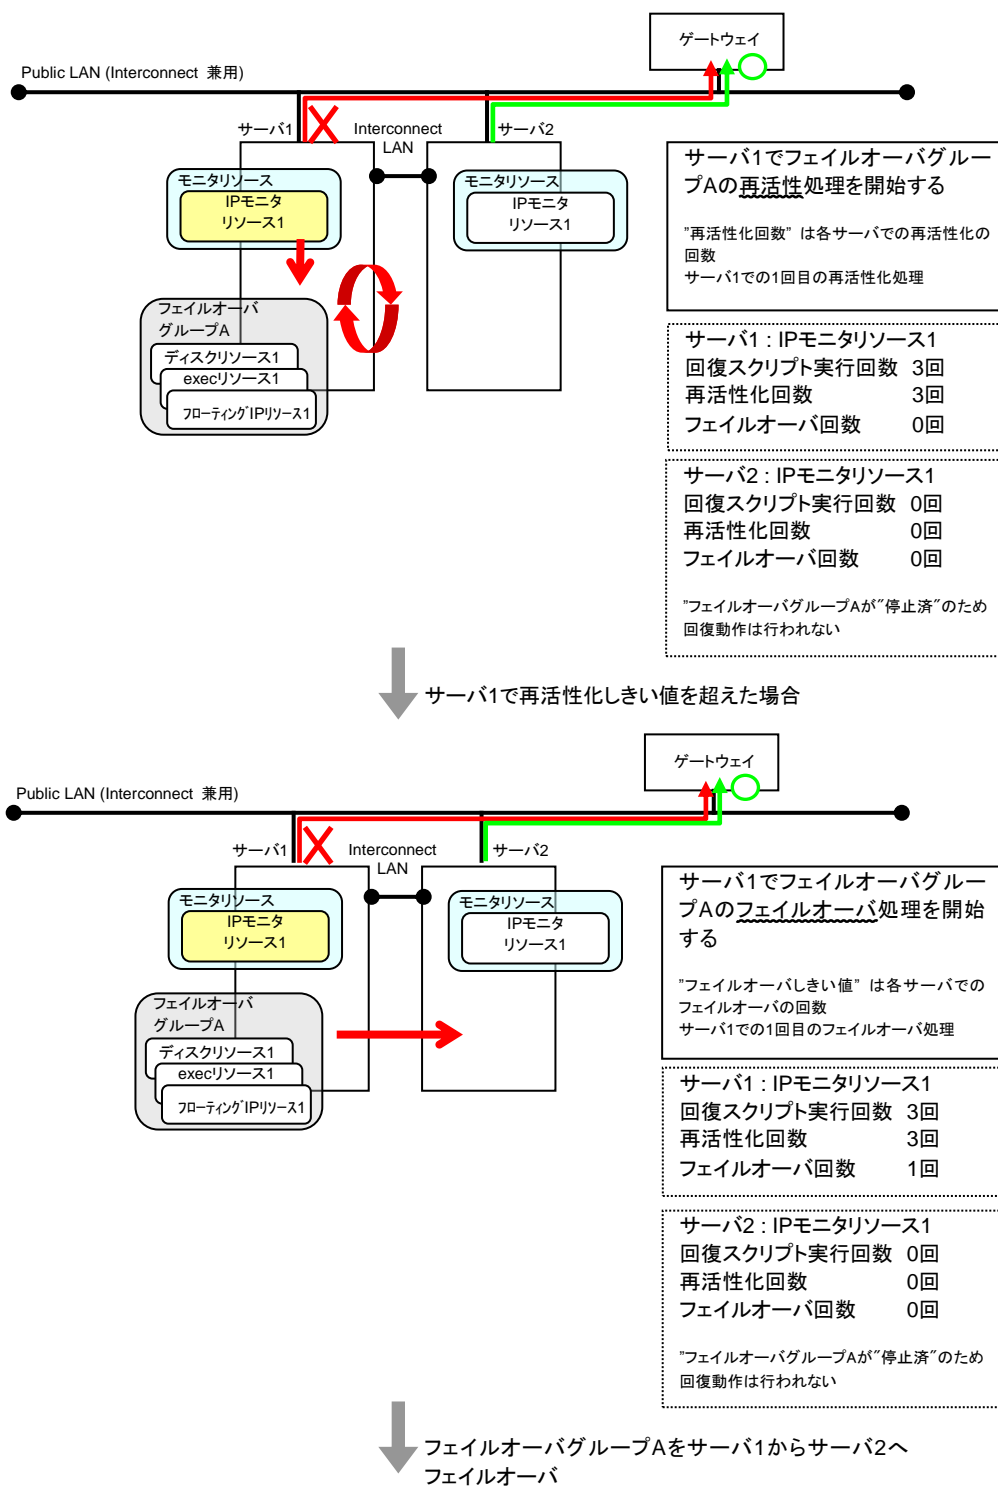 ゲートウェイ
Public LAN (Interconnect 兼用)
サーバ1
Interconnect
LAN
サーバ2
モニタリソース
IPモニタ
リソース1
モニタリソース
IPモニタ
リソース1
フェイルオーバ
グループA
ディスクリソース1
execリソース1
フローティングIPリソース1
サーバ1でフェイルオーバグルー
プAの再活性処理を開始する
"再活性化回数" は各サーバでの再活性化の
回数
サーバ1での1回目の再活性化処理
サーバ1 : IPモニタリソース1
回復スクリプト実行回数 3回
再活性化回数 3回
フェイルオーバ回数 0回
サーバ2 : IPモニタリソース1
回復スクリプト実行回数 0回
再活性化回数 0回
フェイルオーバ回数 0回
"フェイルオーバグループAが"停止済"のため
回復動作は行われない
サーバ1で再活性化しきい値を超えた場合
ゲートウェイ
Public LAN (Interconnect 兼用)
サーバ1
Interconnect
LAN
サーバ2
モニタリソース
IPモニタ
リソース1
モニタリソース
IPモニタ
リソース1
フェイルオーバ
グループA
ディスクリソース1
execリソース1
フローティングIPリソース1
サーバ1でフェイルオーバグルー
プAのフェイルオーバ処理を開始
する
"フェイルオーバしきい値" は各サーバでの
フェイルオーバの回数
サーバ1での1回目のフェイルオーバ処理
サーバ1 : IPモニタリソース1
回復スクリプト実行回数 3回
再活性化回数 3回
フェイルオーバ回数 1回
サーバ2 : IPモニタリソース1
回復スクリプト実行回数 0回
再活性化回数 0回
フェイルオーバ回数 0回
"フェイルオーバグループAが"停止済"のため
回復動作は行われない
フェイルオーバグループAをサーバ1からサーバ2へ
フェイルオーバ